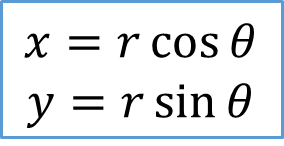 x = r cos θ
y = r sin θ